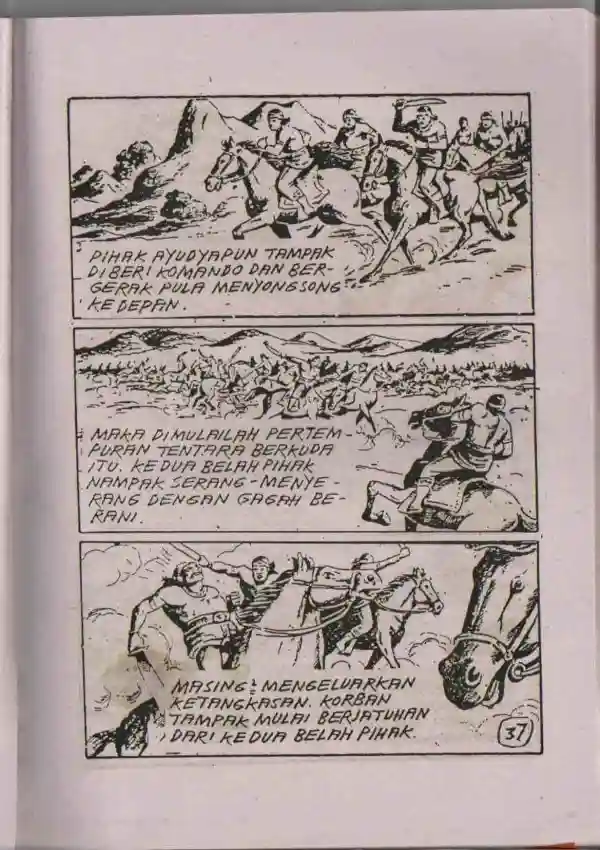 PIHAK AYUDYAPUN TAMPAK
DIBERI KOMANDO DAN BER-
GERAK PULA MENYONGSONG
KE DEPAN.
MAKA DIMULAILAH PERTEM-
PURAN TENTARA BERKUDA
ITU. KEDUA BELAH PIHAK
NAMPAK SERANG-MENYE-
RANG DENGAN GAGAH BE-
RANI.
MASING² MENGELUARKAN
KETANGKASAN. KORBAN
TAMPAK MULAI BERJATUHAN
DARI KEDUA BELAH PIHAK.
37